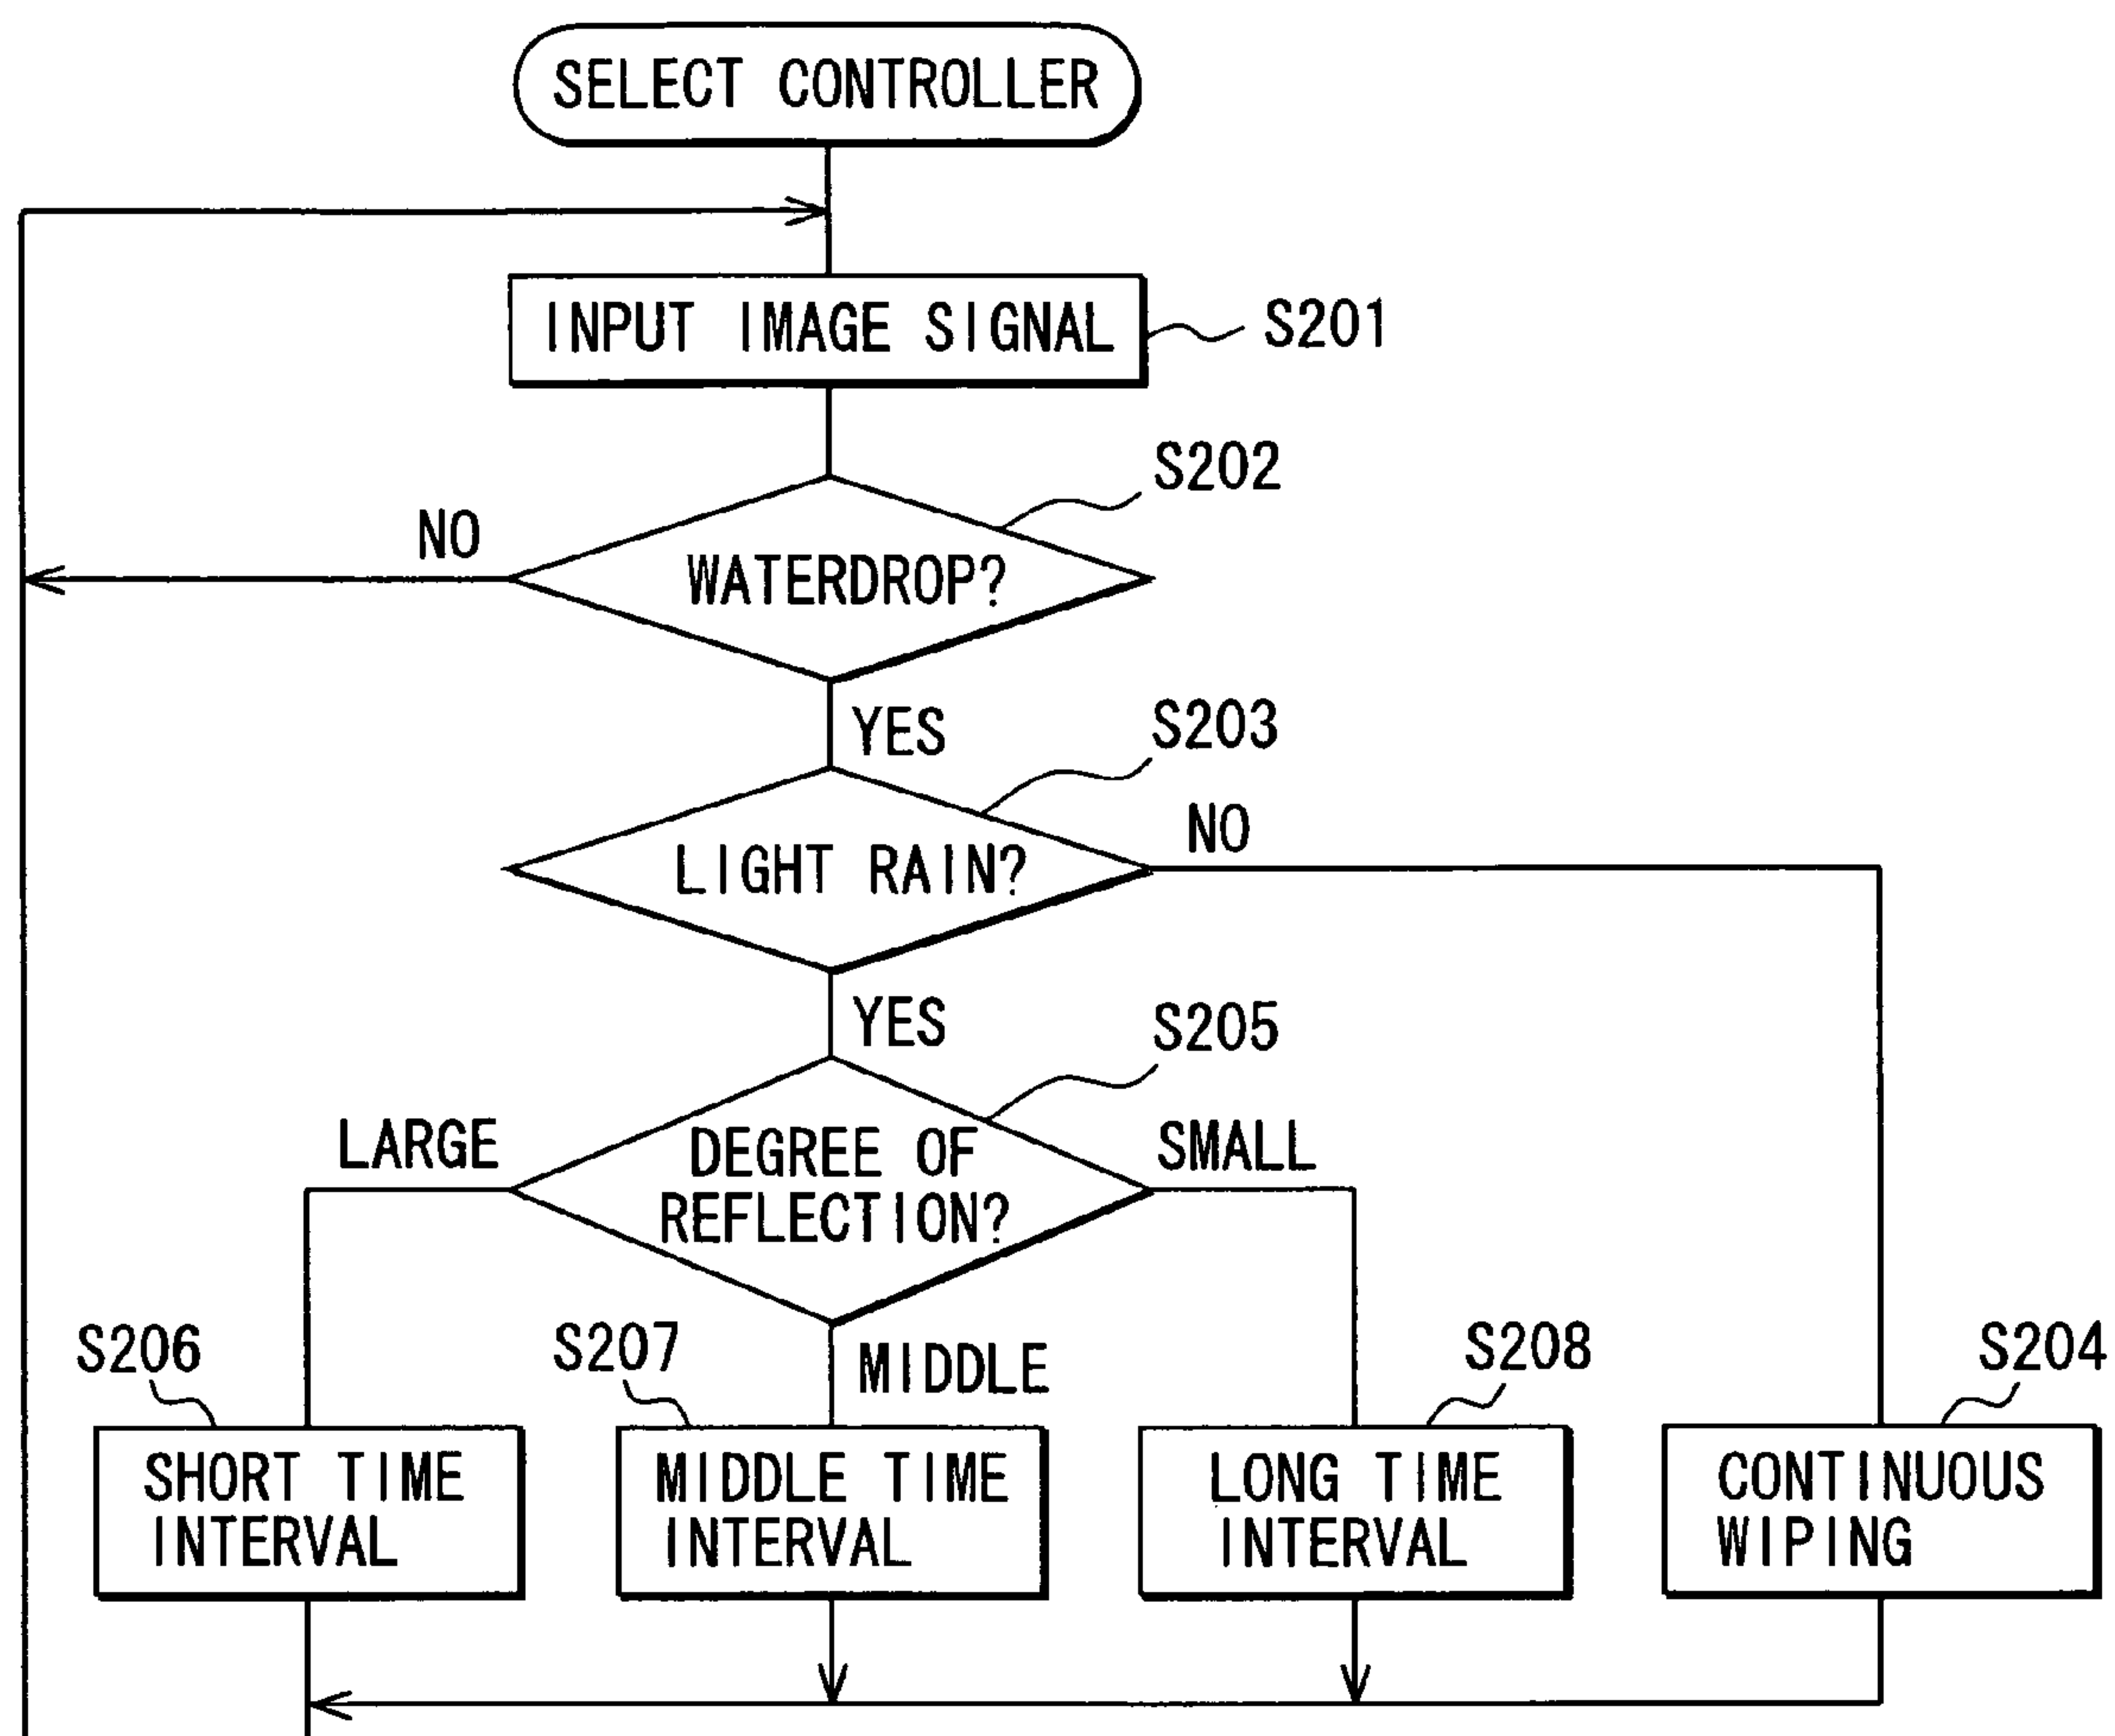 SELECT CONTROLLER
INPUT IMAGE SIGNAL
S201
S202
NO
WATERDROP?
YES
S203
NO
LIGHT RAIN?
YES
S205
LARGE
DEGREE OF
REFLECTION?
SMALL
S206
S207
MIDDLE
S208
S204
SHORT TIME
INTERVAL
MIDDLE TIME
INTERVAL
LONG TIME
INTERVAL
CONTINUOUS
WIPING